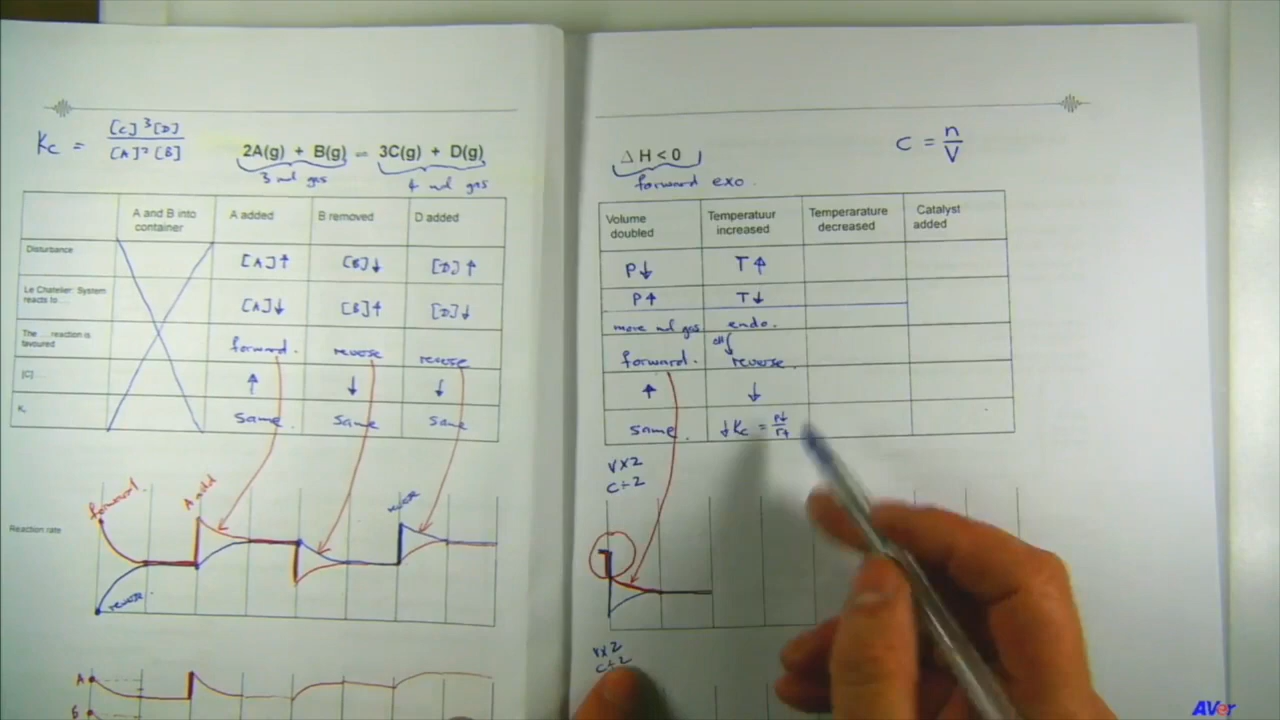 Kc = [C]³[D]
[A]² [B]
2A(g) + B(g) ⇌ 3C(g) + D(g)
3 mol gas 4 mol gas
A and B into container
A added
B removed
D added
Disturbance
[A]↑ [B]↓ [D]↑
Le Chatelier: System reacts to ...
[A]↓ [B]↑ [D]↓
The ... reaction is favoured
forward. reverse reverse
[C] ...
↑ ↓ ↓
Kc
same. same same
Reaction rate
forward.
A add
reverse.
A
B
ΔH < 0
forward exo.
C = n
V
Volume doubled
Temperatuur increased
Temperarature decreased
Catalyst added
P↓ T↑
P↑ T↓
more mol gas endo.
forward. reverse.
↑ ↓
same. ↓Kc = P↓
r↑
V×2
C÷2
V×2
C÷2
AVer